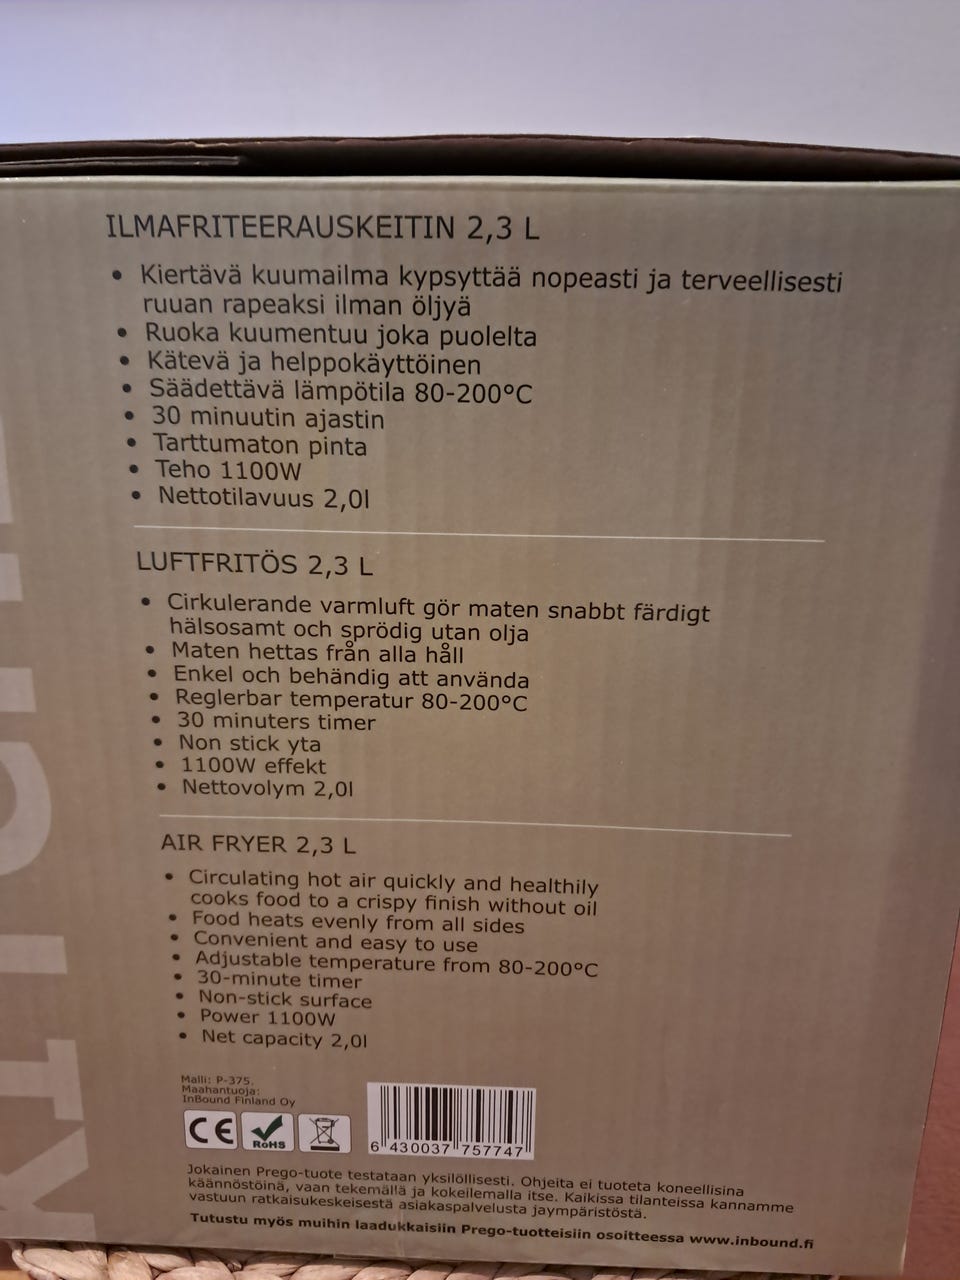 ILMAFRITEERAUSKEITIN 2,3 L
• Kiertävä kuumailma kypsyttää nopeasti ja terveellisesti
ruuan rapeaksi ilman öljyä
• Ruoka kuumentuu joka puolelta
• Kätevä ja helppokäyttöinen
• Säädettävä lämpötila 80-200°C
• 30 minuutin ajastin
• Tarttumaton pinta
• Teho 1100W
• Nettotilavuus 2,0l
LUFTFRITÖS 2,3 L
• Cirkulerande varmluft gör maten snabbt färdigt
hälsosamt och sprödig utan olja
• Maten hettas från alla håll
• Enkel och behändig att använda
• Reglerbar temperatur 80-200°C
• 30 minuters timer
• Non stick yta
• 1100W effekt
• Nettovolym 2,0l
AIR FRYER 2,3 L
• Circulating hot air quickly and healthily
cooks food to a crispy finish without oil
• Food heats evenly from all sides
• Convenient and easy to use
• Adjustable temperature from 80-200°C
• 30-minute timer
• Non-stick surface
• Power 1100W
• Net capacity 2,0l
Malli: P-375.
Maahantuoja:
InBound Finland Oy
CE
RoHS
6 430037 757747
Jokainen Prego-tuote testataan yksilöllisesti. Ohjeita ei tuoteta koneellisina
käännöstöinä, vaan tekemällä ja kokeilemalla itse. Kaikissa tilanteissa kannamme
vastuun ratkaisukeskeisestä asiakaspalvelusta jaympäristöstä.
Tutustu myös muihin laadukkaisiin Prego-tuotteisiin osoitteessa www.inbound.fi